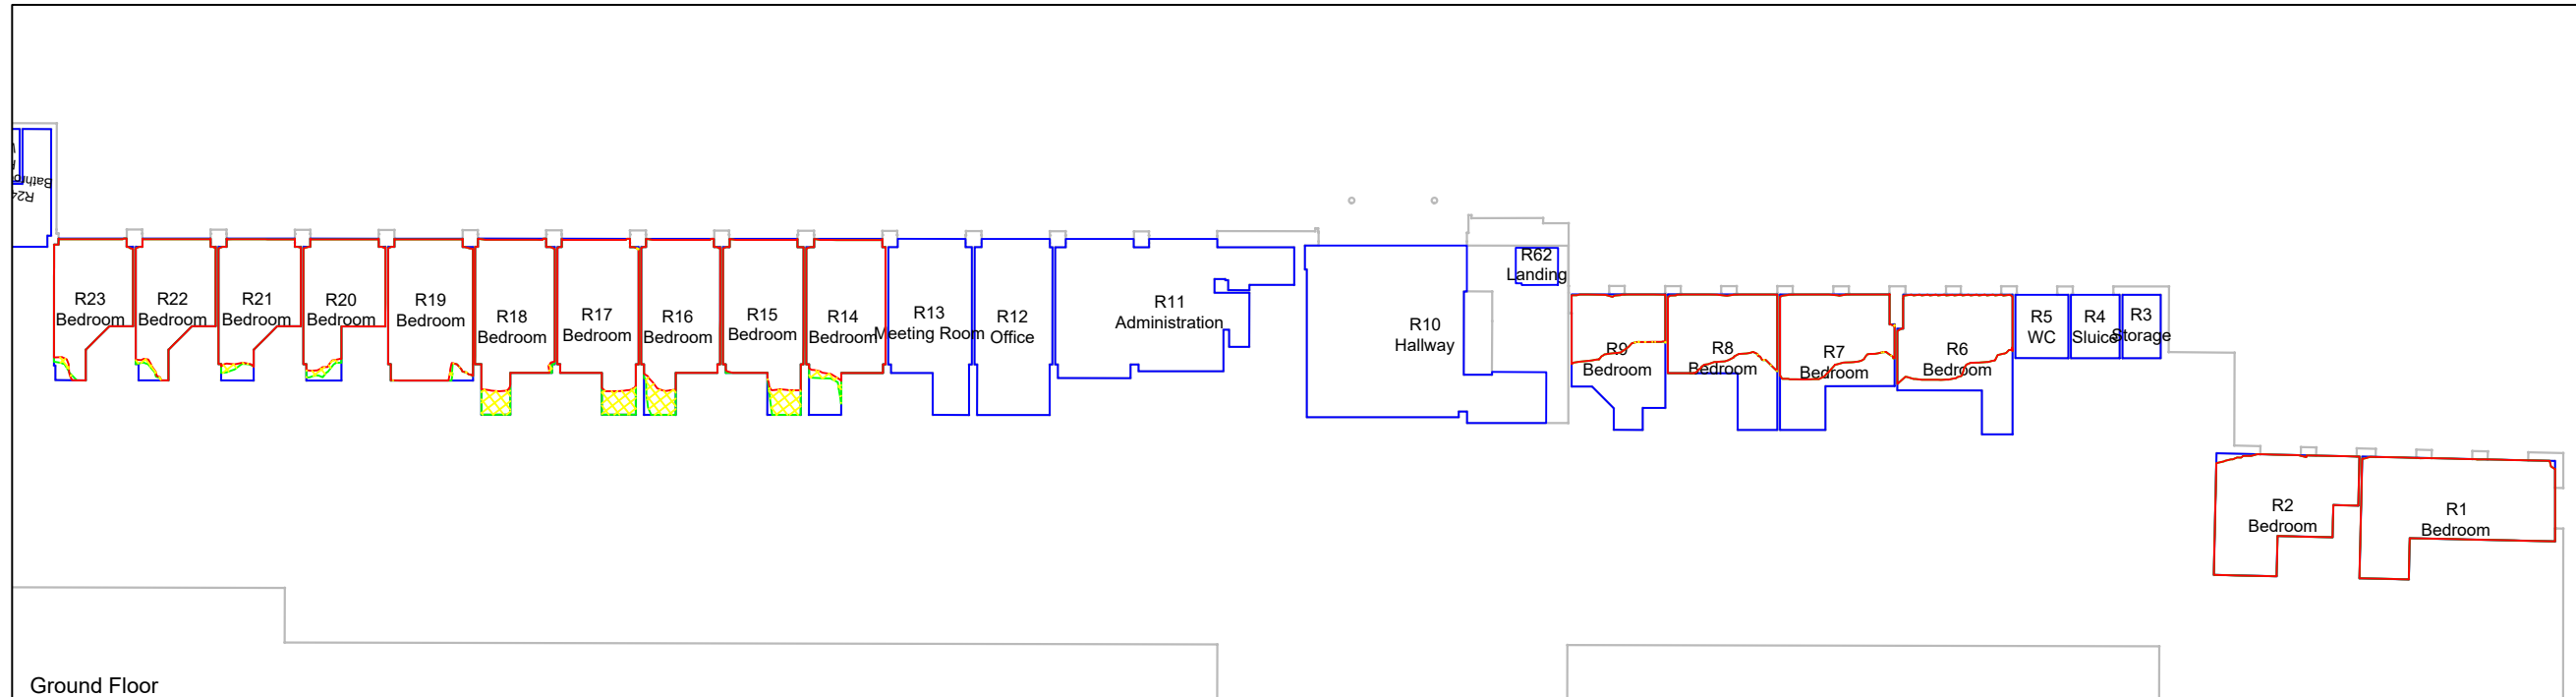 R24
R23
Bedroom
R22
Bedroom
R21
Bedroom
R20
Bedroom
R19
Bedroom
R18
Bedroom
R17
Bedroom
R16
Bedroom
R15
Bedroom
R14
Bedroom
R13
Meeting Room
R12
Office
R11
Administration
R10
Hallway
R62
Landing
R9
Bedroom
R8
Bedroom
R7
Bedroom
R6
Bedroom
R5
WC
R4
Sluice
R3
Storage
R2
Bedroom
R1
Bedroom
Ground Floor